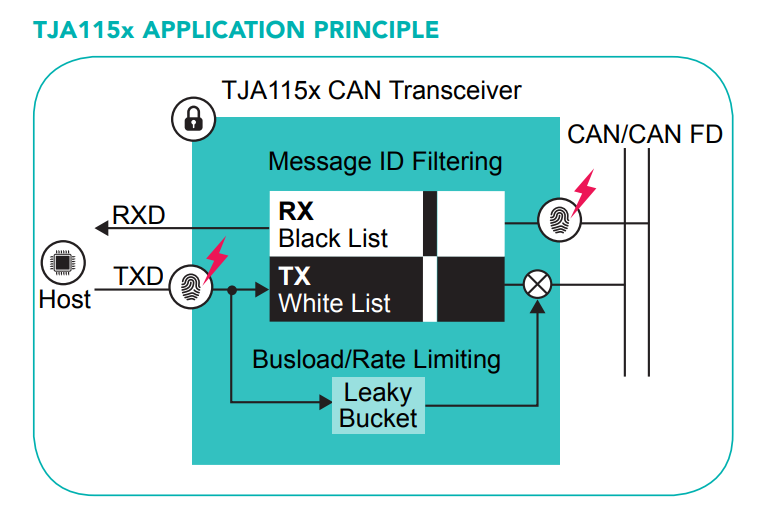 TJA115x APPLICATION PRINCIPLE
TJA115x CAN Transceiver
CAN/CAN FD
Message ID Filtering
RXD
RX
Black List
TXD
Host
TX
White List
Busload/Rate Limiting
Leaky
Bucket